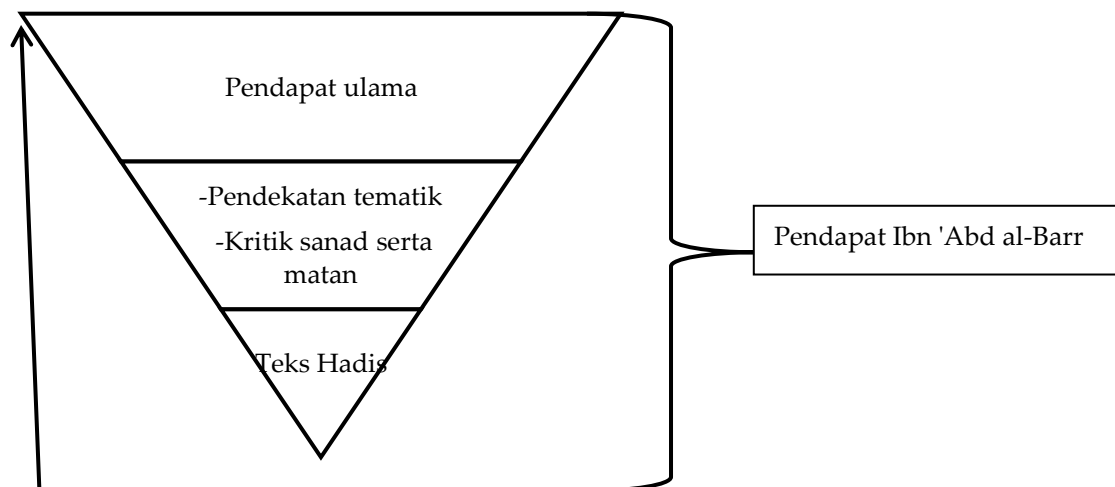 Pendapat ulama
-Pendekatan tematik
-Kritik sanad serta
matan
Teks Hadis
Pendapat Ibn 'Abd al-Barr